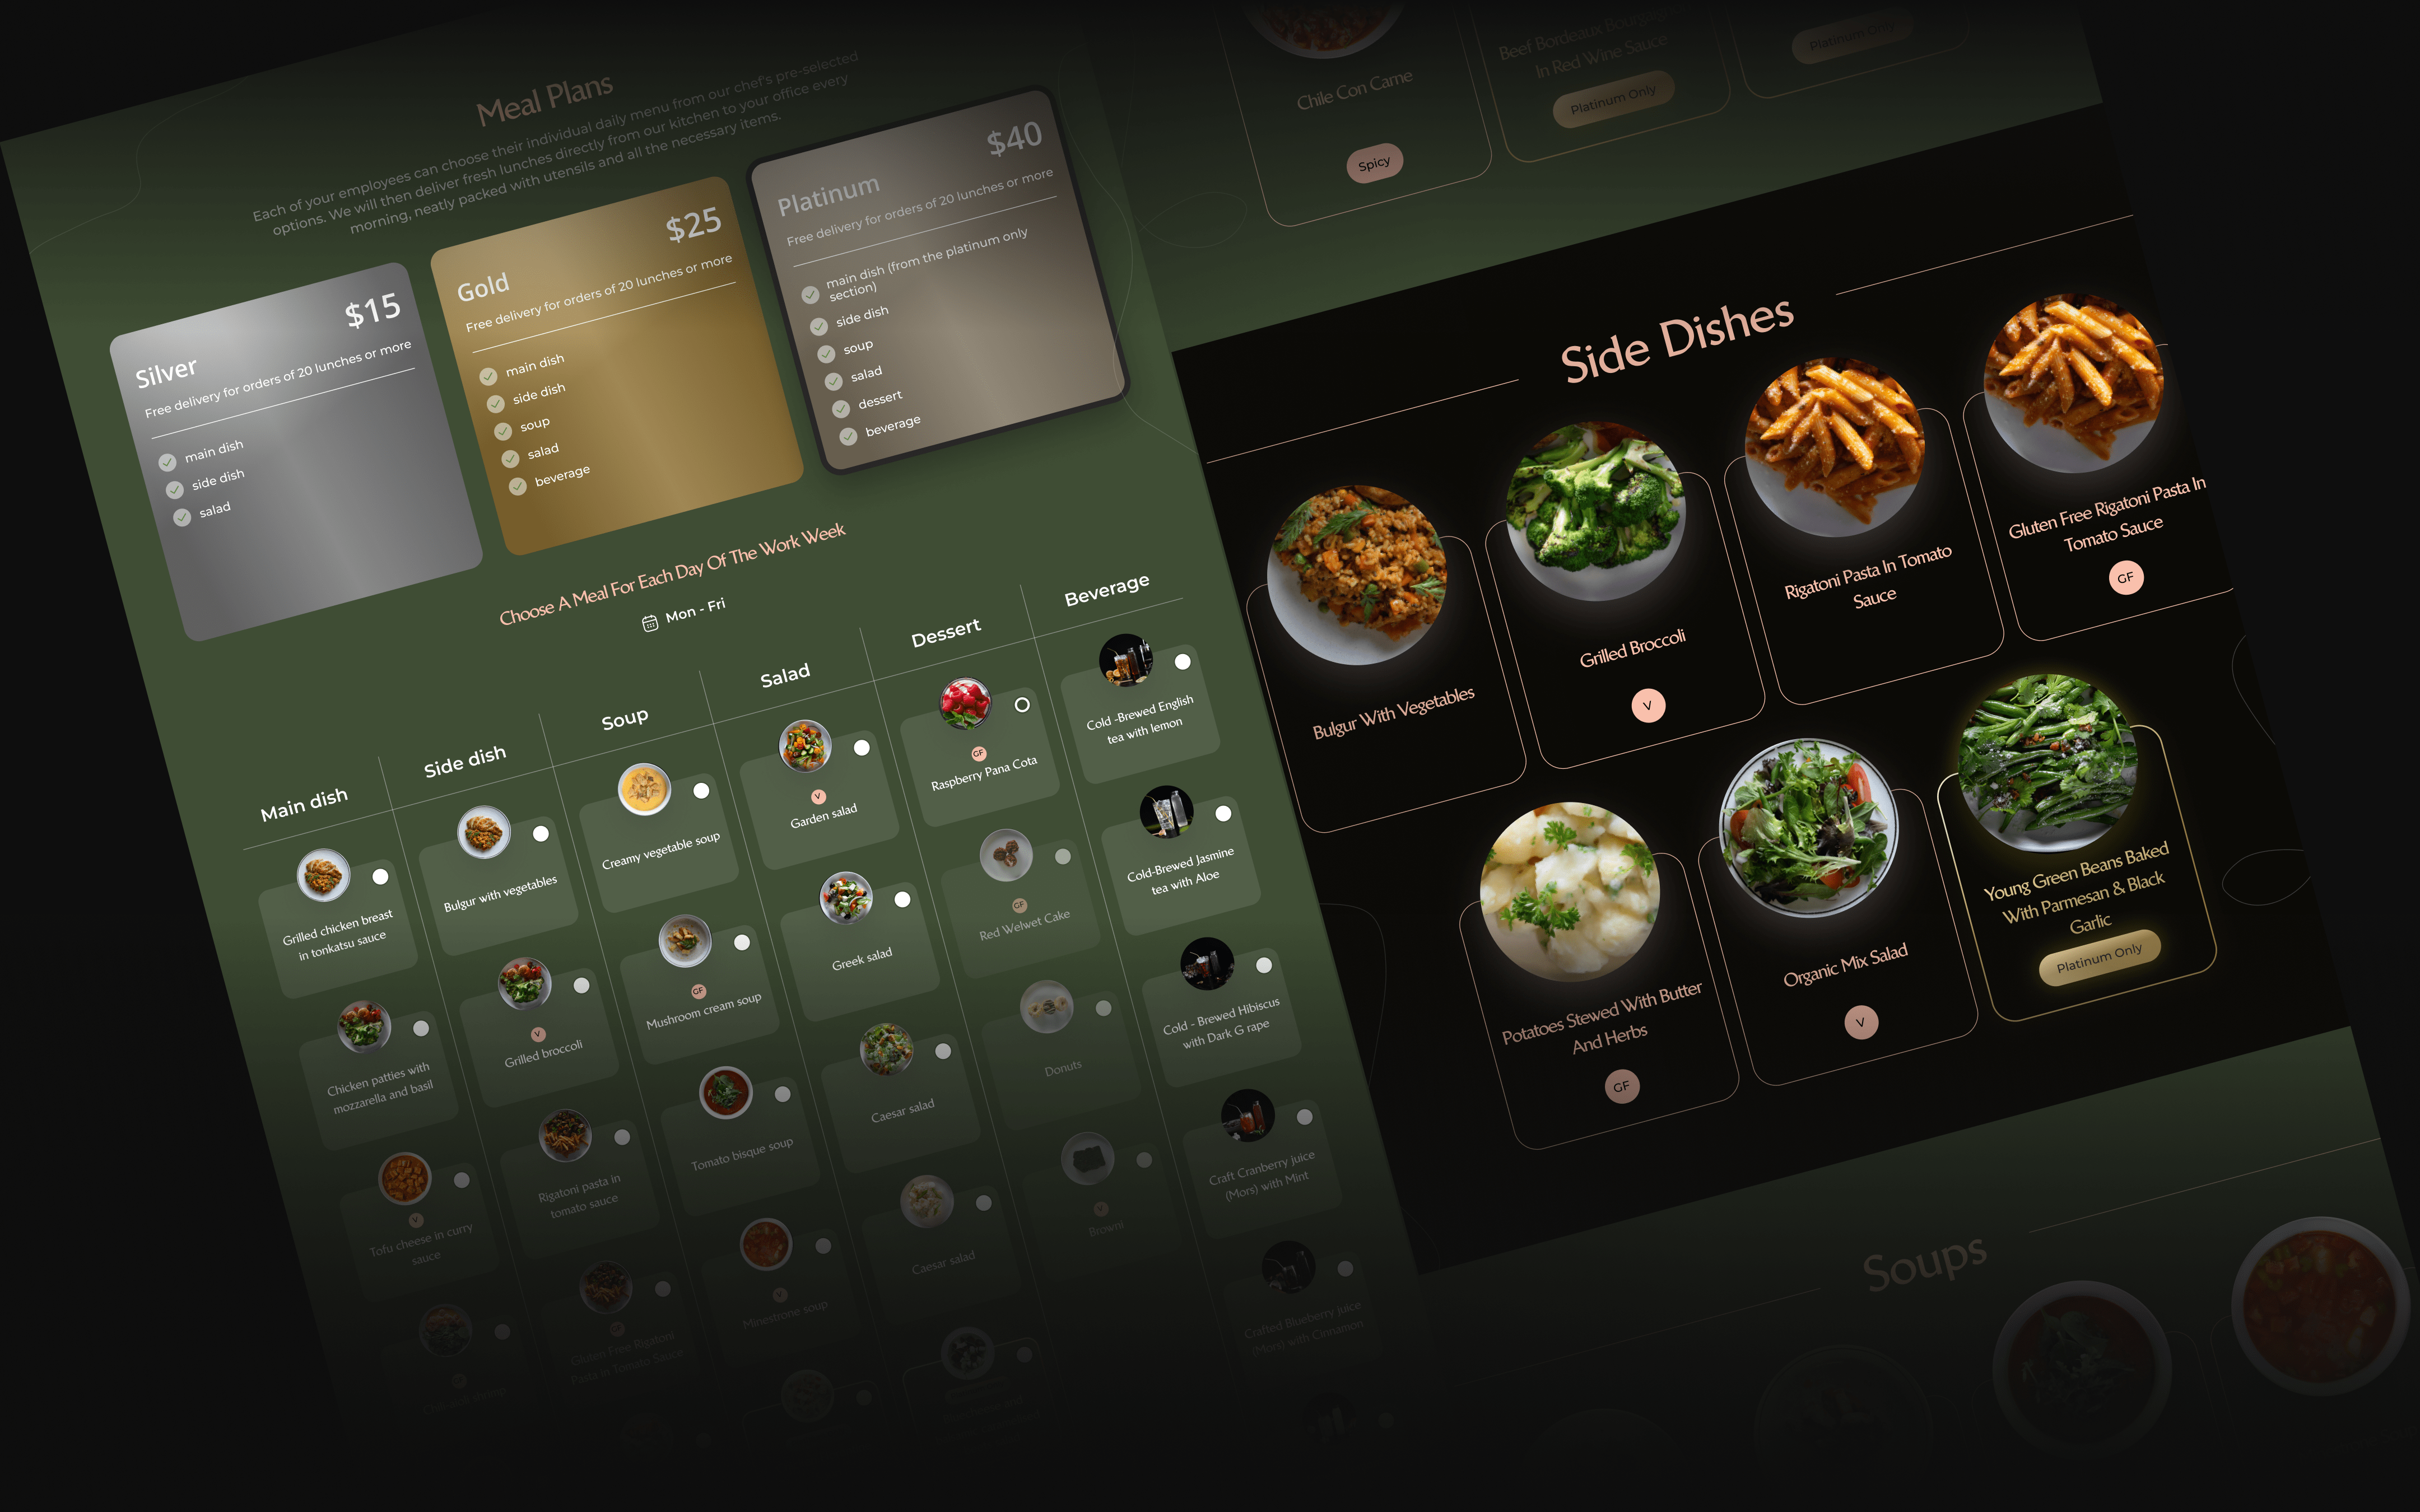 Meal Plans
Each of your employees can choose their individual daily menu from our chef's pre-selected
options. We will then deliver fresh lunches directly from our kitchen to your office every
morning, neatly packed with utensils and all the necessary items.
Silver
$15
Free delivery for orders of 20 lunches or more
main dish
side dish
salad
Gold
$25
Free delivery for orders of 20 lunches or more
main dish
side dish
soup
salad
beverage
Platinum
$40
Free delivery for orders of 20 lunches or more
main dish (from the platinum only
section)
side dish
soup
salad
dessert
beverage
Choose A Meal For Each Day Of The Work Week
Mon - Fri
Main dish
Side dish
Soup
Salad
Dessert
Beverage
Grilled chicken breast
in tonkatsu sauce
Chicken patties with
mozzarella and basil
V
Tofu cheese in curry
sauce
Bulgur with vegetables
V
Grilled broccoli
Rigatoni pasta in
tomato sauce
GF
Gluten Free Rigatoni
Pasta in Tomato Sauce
Creamy vegetable soup
GF
Mushroom cream soup
Tomato bisque soup
V
Minestrone soup
V
Garden salad
Greek salad
Caesar salad
Caesar salad
GF
Raspberry Pana Cota
GF
Red Welwet Cake
Donuts
V
Browni
Cold -Brewed English
tea with lemon
Cold-Brewed Jasmine
tea with Aloe
Cold - Brewed Hibiscus
with Dark G rape
Craft Cranberry juice
(Mors) with Mint
Crafted Blueberry juice
(Mors) with Cinnamon
Chile Con Carne
Spicy
Beef Bordeaux
In Red Wine Sauce
Platinum Only
Platinum Only
Side Dishes
Bulgur With Vegetables
Grilled Broccoli
V
Rigatoni Pasta In Tomato
Sauce
Gluten Free Rigatoni Pasta In
Tomato Sauce
GF
Potatoes Stewed With Butter
And Herbs
GF
Organic Mix Salad
V
Young Green Beans Baked
With Parmesan & Black
Garlic
Platinum Only
Soups